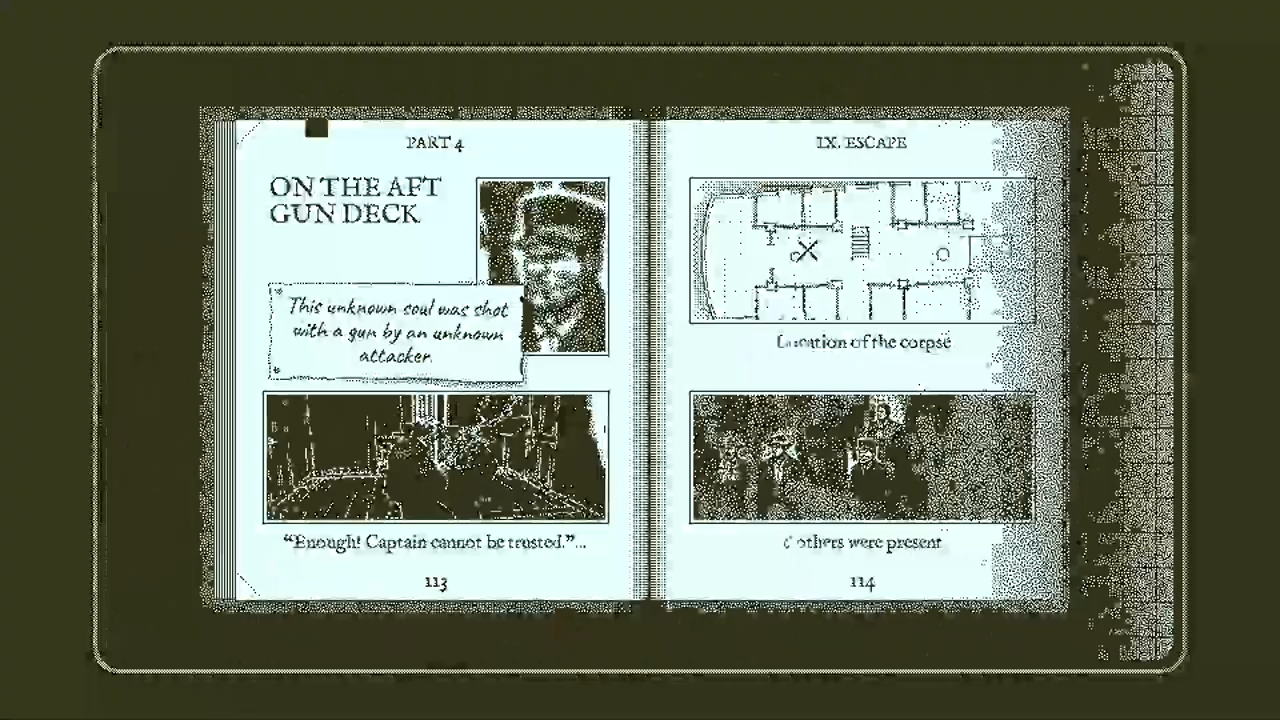 PART 4
ON THE AFT
GUN DECK
This unknown soul was shot
with a gun by an unknown
attacker.
"Enough! Captain cannot be trusted."...
113
IX. ESCAPE
Location of the corpse
others were present
114